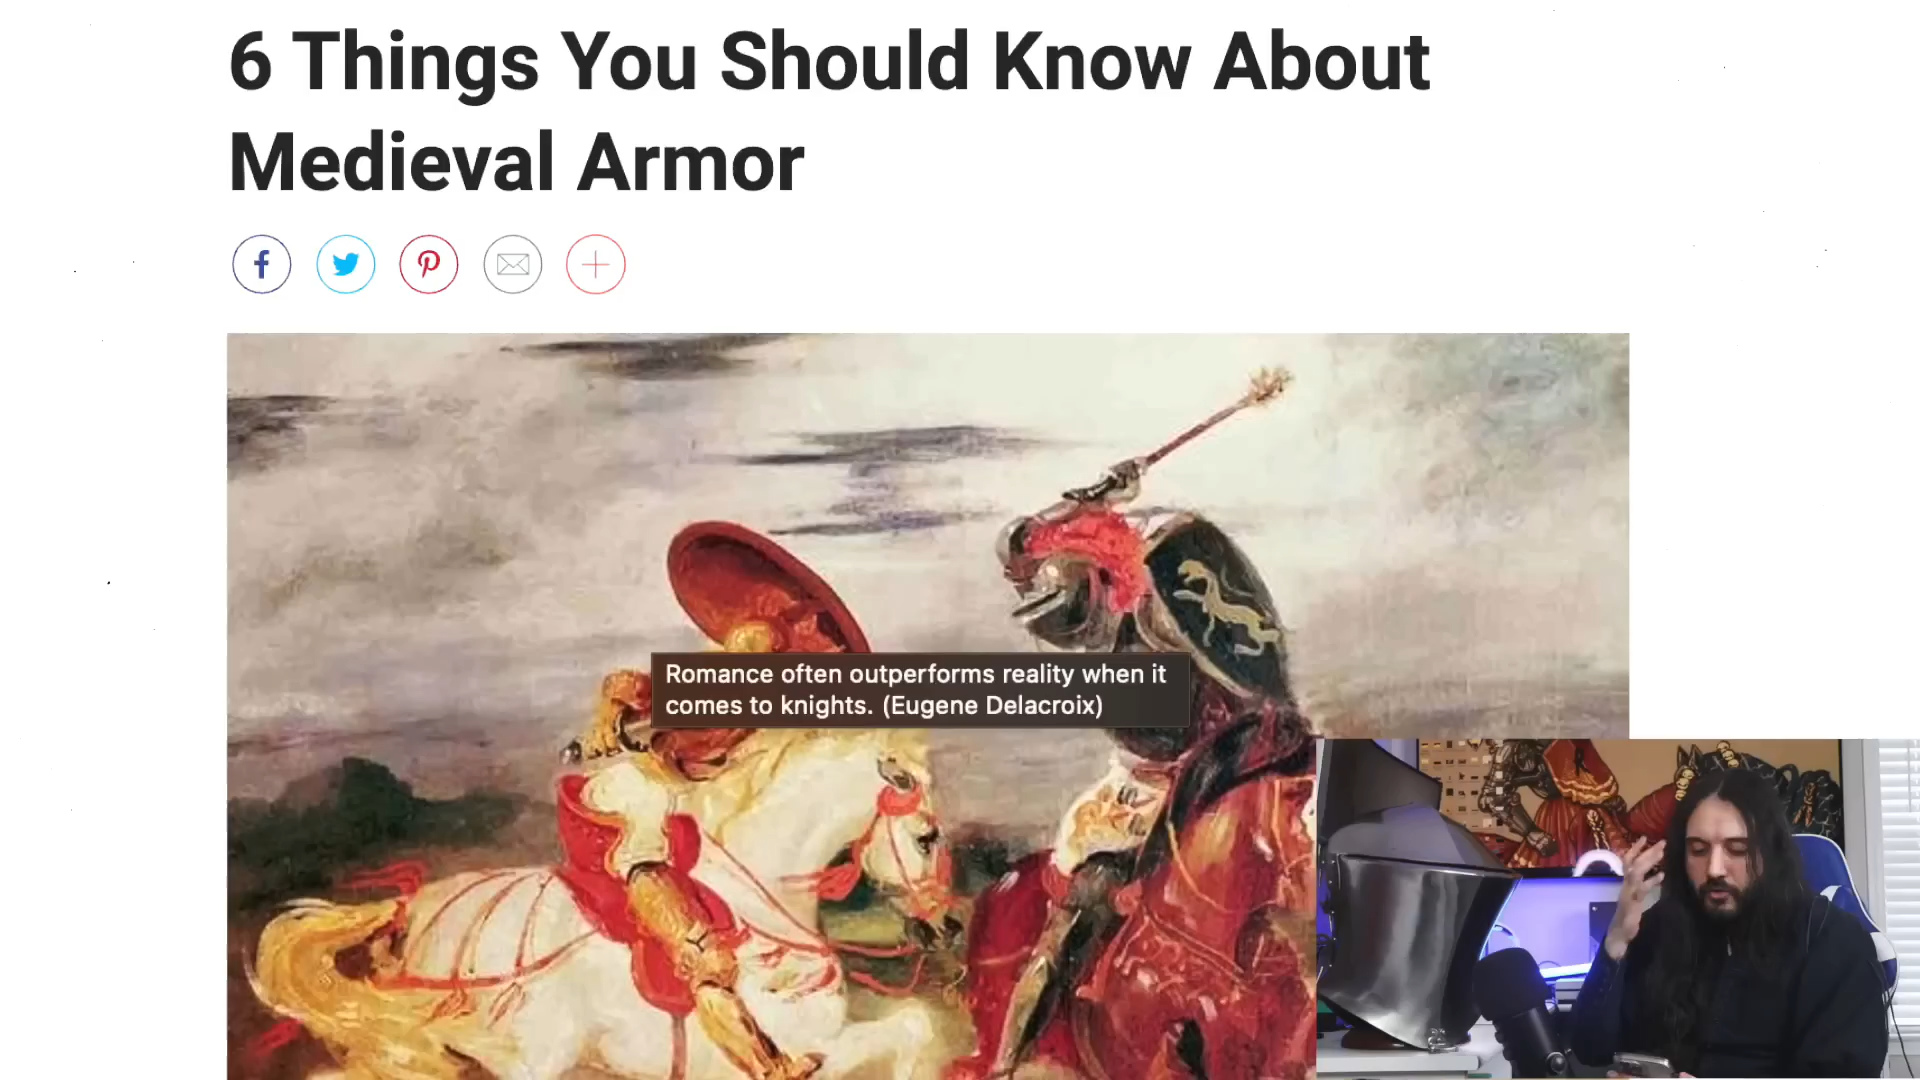 6 Things You Should Know About
Medieval Armor
Romance often outperforms reality when it
comes to knights. (Eugene Delacroix)